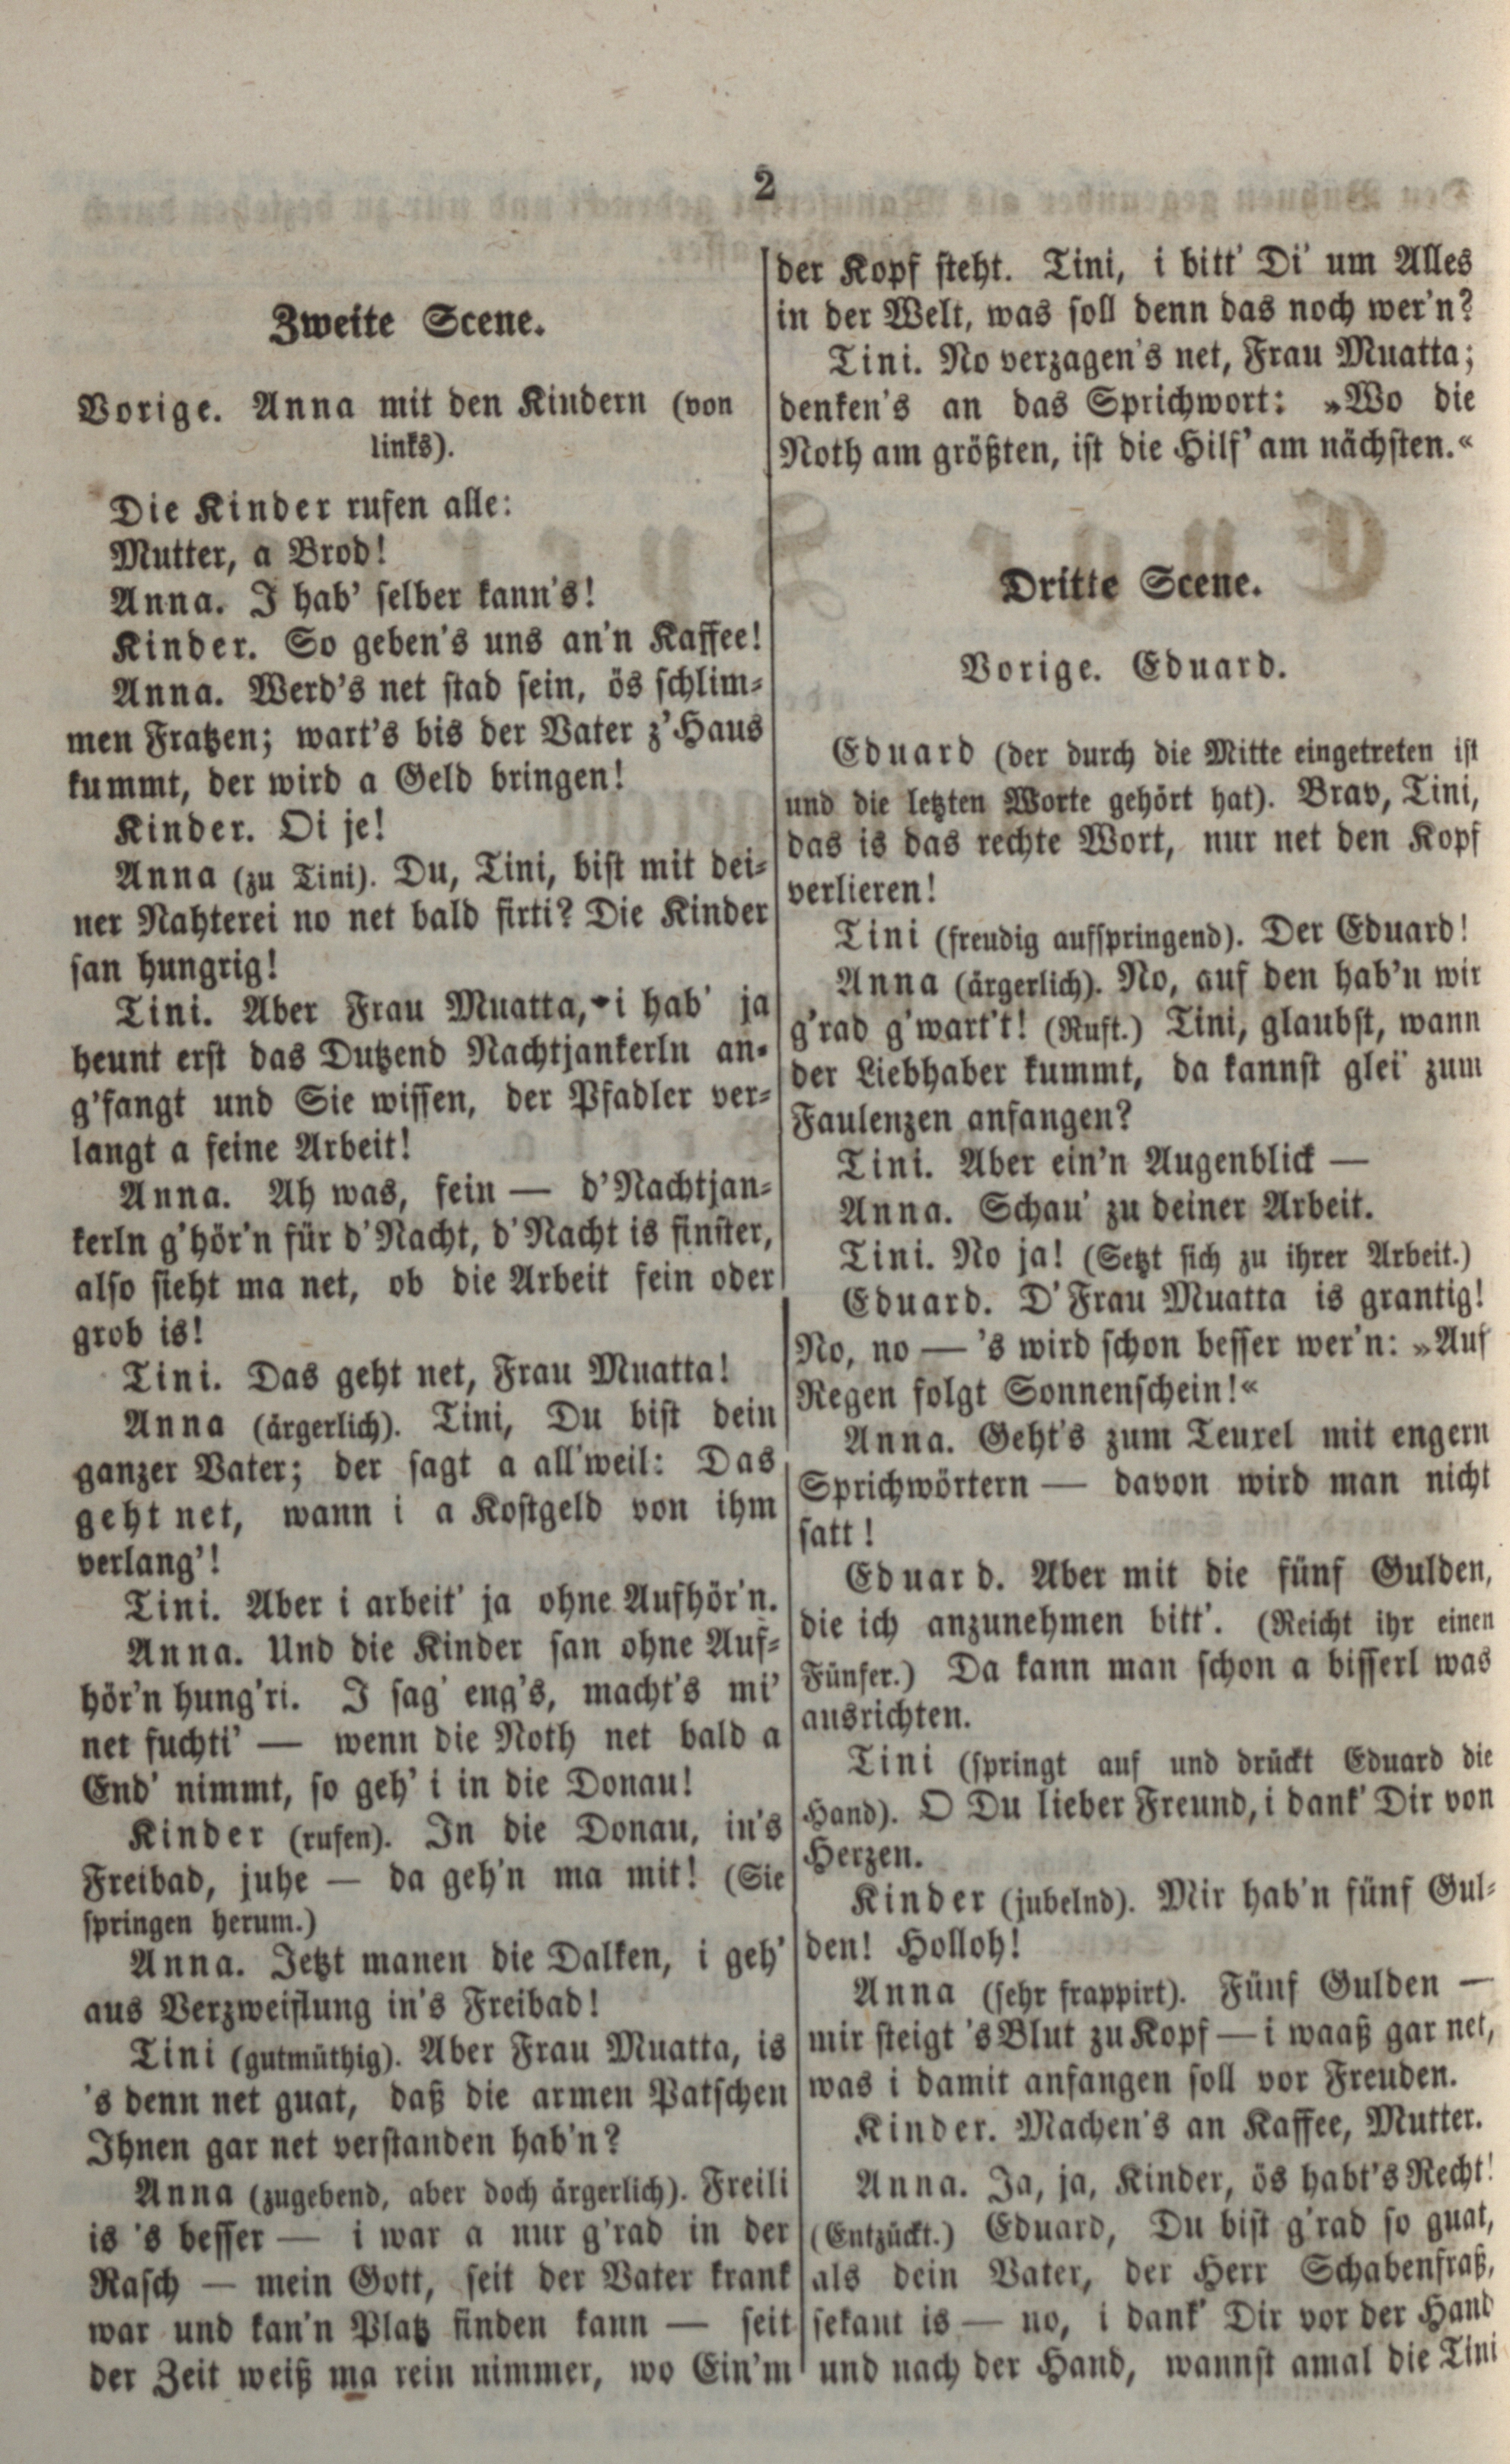 2
Zweite Scene.
Vorige. Anna mit den Kindern (von
links).
Die Kinder rufen alle:
Mutter, a Brod!
Anna. I hab' selber kann's!
Kinder. So geben's uns an'n Kaffee!
Anna. Werd's net stad sein, ös schlim-
men Fratzen; wart's bis der Vater z'Haus
kummt, der wird a Geld bringen!
Kinder. Oi je!
Anna (zu Tini). Du, Tini, bist mit dei-
ner Nahterei no net bald firti? Die Kinder
san hungrig!
Tini. Aber Frau Muatta, i hab' ja
heunt erst das Dutzend Nachtjankerln an-
g'fangt und Sie wissen, der Pfadler ver-
langt a feine Arbeit!
Anna. Ah was, fein — d'Nachtjan-
kerln g'hör'n für d'Nacht, d'Nacht is finster,
also sieht ma net, ob die Arbeit fein oder
grob is!
Tini. Das geht net, Frau Muatta!
Anna (ärgerlich). Tini, Du bist dein
ganzer Vater; der sagt a all'weil: Das
geht net, wann i a Kostgeld von ihm
verlang'!
Tini. Aber i arbeit' ja ohne Aufhör'n.
Anna. Und die Kinder san ohne Auf-
hör'n hung'ri. I sag' eng's, macht's mi'
net fuchti' — wenn die Noth net bald a
End' nimmt, so geh' i in die Donau!
Kinder (rufen). In die Donau, in's
Freibad, juhe — da geh'n ma mit! (Sie
springen herum.)
Anna. Jetzt manen die Dalken, i geh'
aus Verzweiflung in's Freibad!
Tini (gutmüthig). Aber Frau Muatta, is
's denn net guat, daß die armen Patschen
Ihnen gar net verstanden hab'n?
Anna (zugebend, aber doch ärgerlich). Freili
is 's besser — i war a nur g'rad in der
Rasch — mein Gott, seit der Vater krank
war und kan'n Platz finden kann — seit
der Zeit weiß ma rein nimmer, wo Ein'm
der Kopf steht. Tini, i bitt' Di' um Alles
in der Welt, was soll denn das noch wer'n?
Tini. No verzagen's net, Frau Muatta;
denken's an das Sprichwort: »Wo die
Noth am größten, ist die Hilf' am nächsten.«
Dritte Scene.
Vorige. Eduard.
Eduard (der durch die Mitte eingetreten ist
und die letzten Worte gehört hat). Brav, Tini,
das is das rechte Wort, nur net den Kopf
verlieren!
Tini (freudig aufspringend). Der Eduard!
Anna (ärgerlich). No, auf den hab'n wir
g'rad g'wart't! (Ruft.) Tini, glaubst, wann
der Liebhaber kummt, da kannst glei' zum
Faulenzen anfangen?
Tini. Aber ein'n Augenblick —
Anna. Schau' zu deiner Arbeit.
Tini. No ja! (Setzt sich zu ihrer Arbeit.)
Eduard. D'Frau Muatta is grantig!
No, no — 's wird schon besser wer'n: »Auf
Regen folgt Sonnenschein!«
Anna. Geht's zum Teuxel mit engern
Sprichwörtern — davon wird man nicht
satt!
Eduard. Aber mit die fünf Gulden,
die ich anzunehmen bitt'. (Reicht ihr einen
Fünfer.) Da kann man schon a bisserl was
ausrichten.
Tini (springt auf und drückt Eduard die
Hand). O Du lieber Freund, i dank' Dir von
Herzen.
Kinder (jubelnd). Mir hab'n fünf Gul-
den! Holloh!
Anna (sehr frappirt). Fünf Gulden —
mir steigt 's Blut zu Kopf — i waaß gar net,
was i damit anfangen soll vor Freuden.
Kinder. Machen's an Kaffee, Mutter.
Anna. Ja, ja, Kinder, ös habt's Recht!
(Entzückt.) Eduard, Du bist g'rad so guat,
als dein Vater, der Herr Schabenfraß,
sekant is — no, i dank' Dir vor der Hand
und nach der Hand, wannst amal die Tini